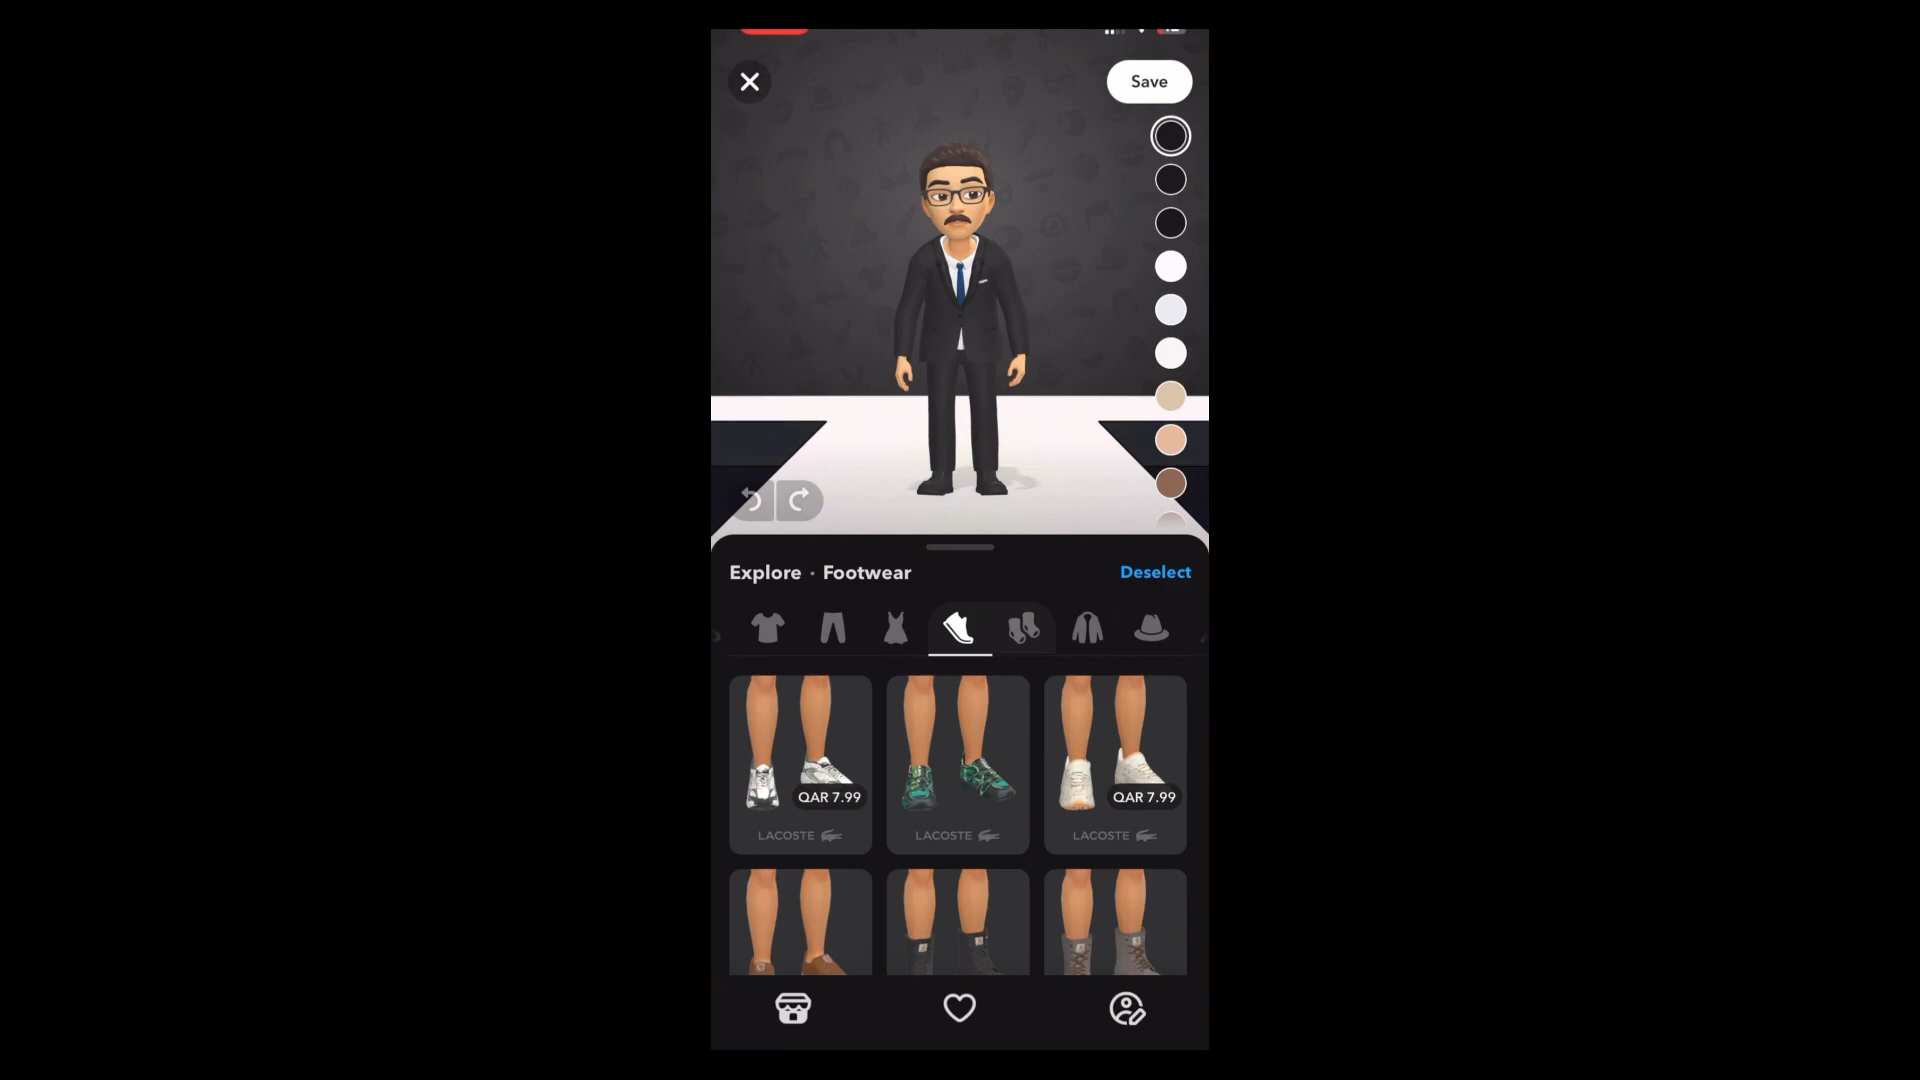 Save
Explore · Footwear
Deselect
QAR 7.99
QAR 7.99
LACOSTE
LACOSTE
LACOSTE